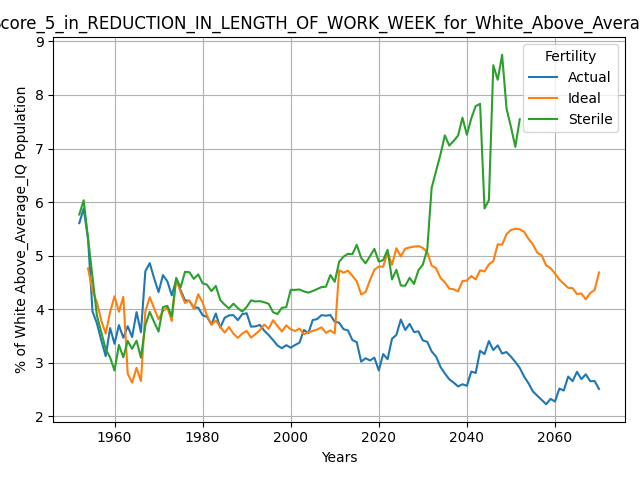 core_5_in_REDUCTION_IN_LENGTH_OF_WORK_WEEK_for_White_Above_Avera
9
8
7
6
5
4
3
2
% of White Above_Average_IQ Population
Fertility
Actual
Ideal
Sterile
1960
1980
2000
2020
2040
2060
Years